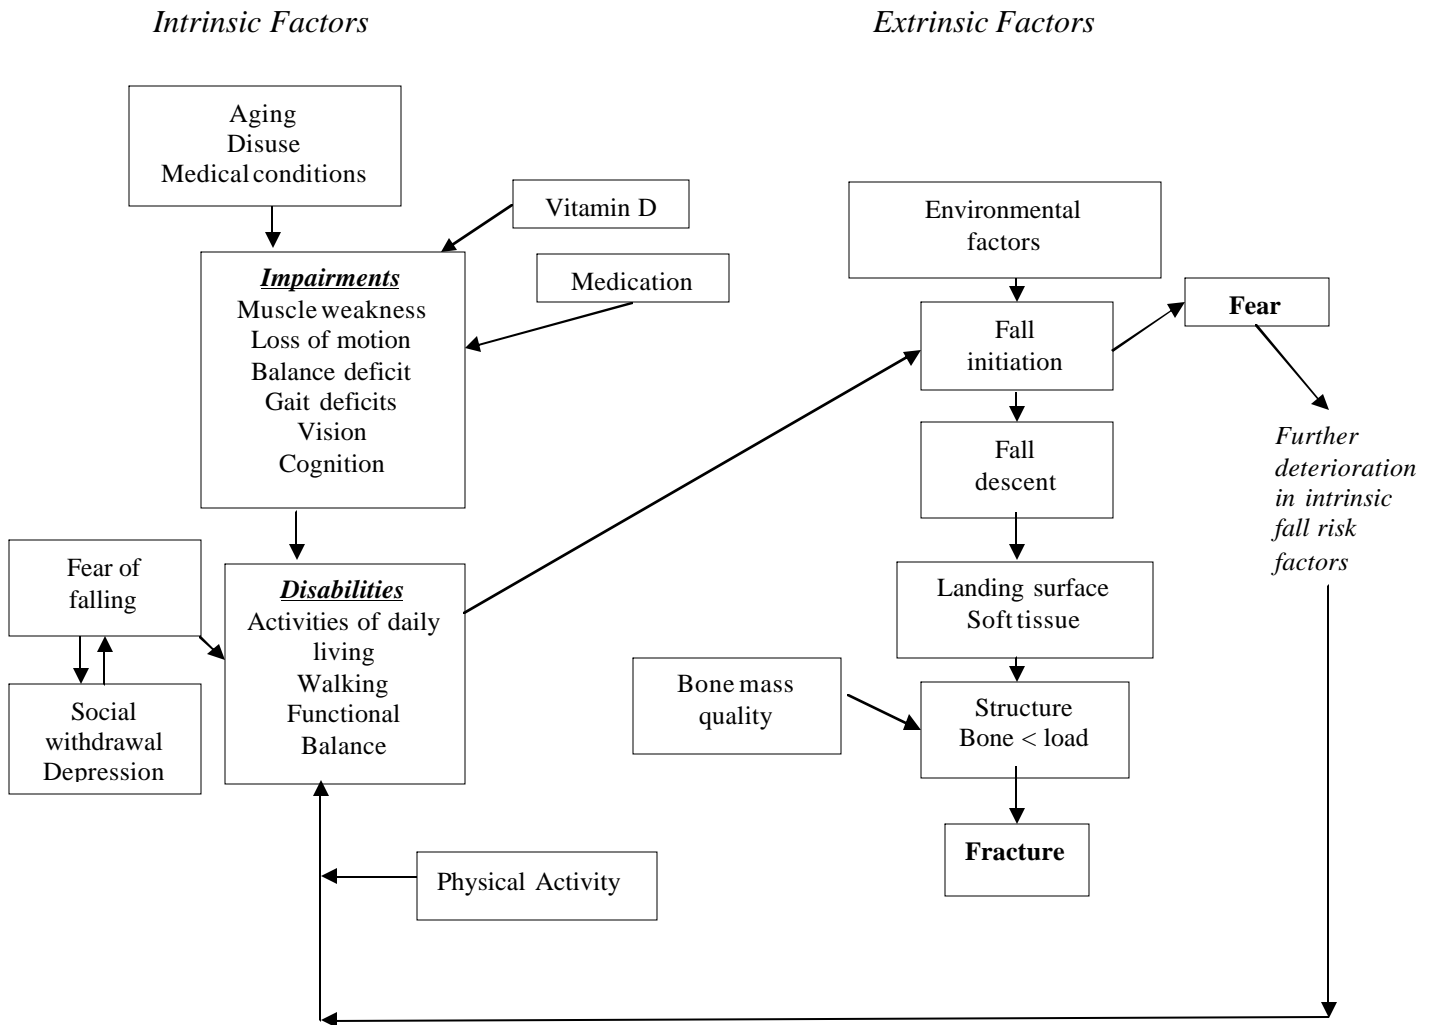 Intrinsic Factors
Extrinsic Factors
Aging
Disuse
Medical conditions
Vitamin D
Medication
Impairments
Muscle weakness
Loss of motion
Balance deficit
Gait deficits
Vision
Cognition
Fear of
falling
Social
withdrawal
Depression
Disabilities
Activities of daily
living
Walking
Functional
Balance
Physical Activity
Environmental
factors
Fall
initiation
Fear
Fall
descent
Further
deterioration
in intrinsic
fall risk
factors
Landing surface
Soft tissue
Bone mass
quality
Structure
Bone < load
Fracture